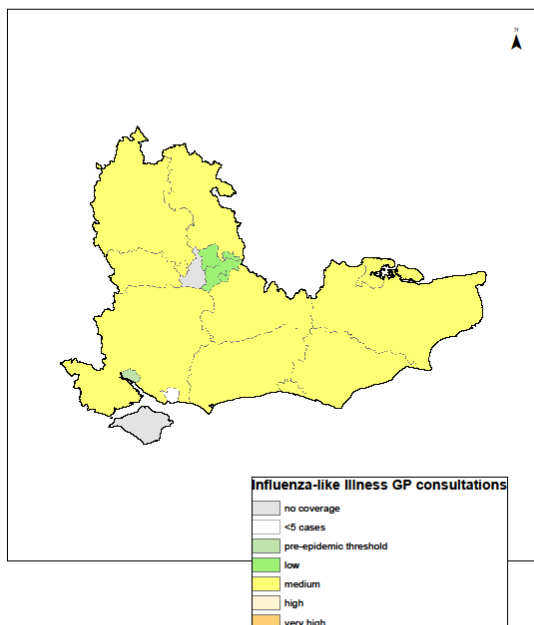 N
Influenza-like Illness GP consultations
no coverage
<5 cases
pre-epidemic threshold
low
medium
high
very high